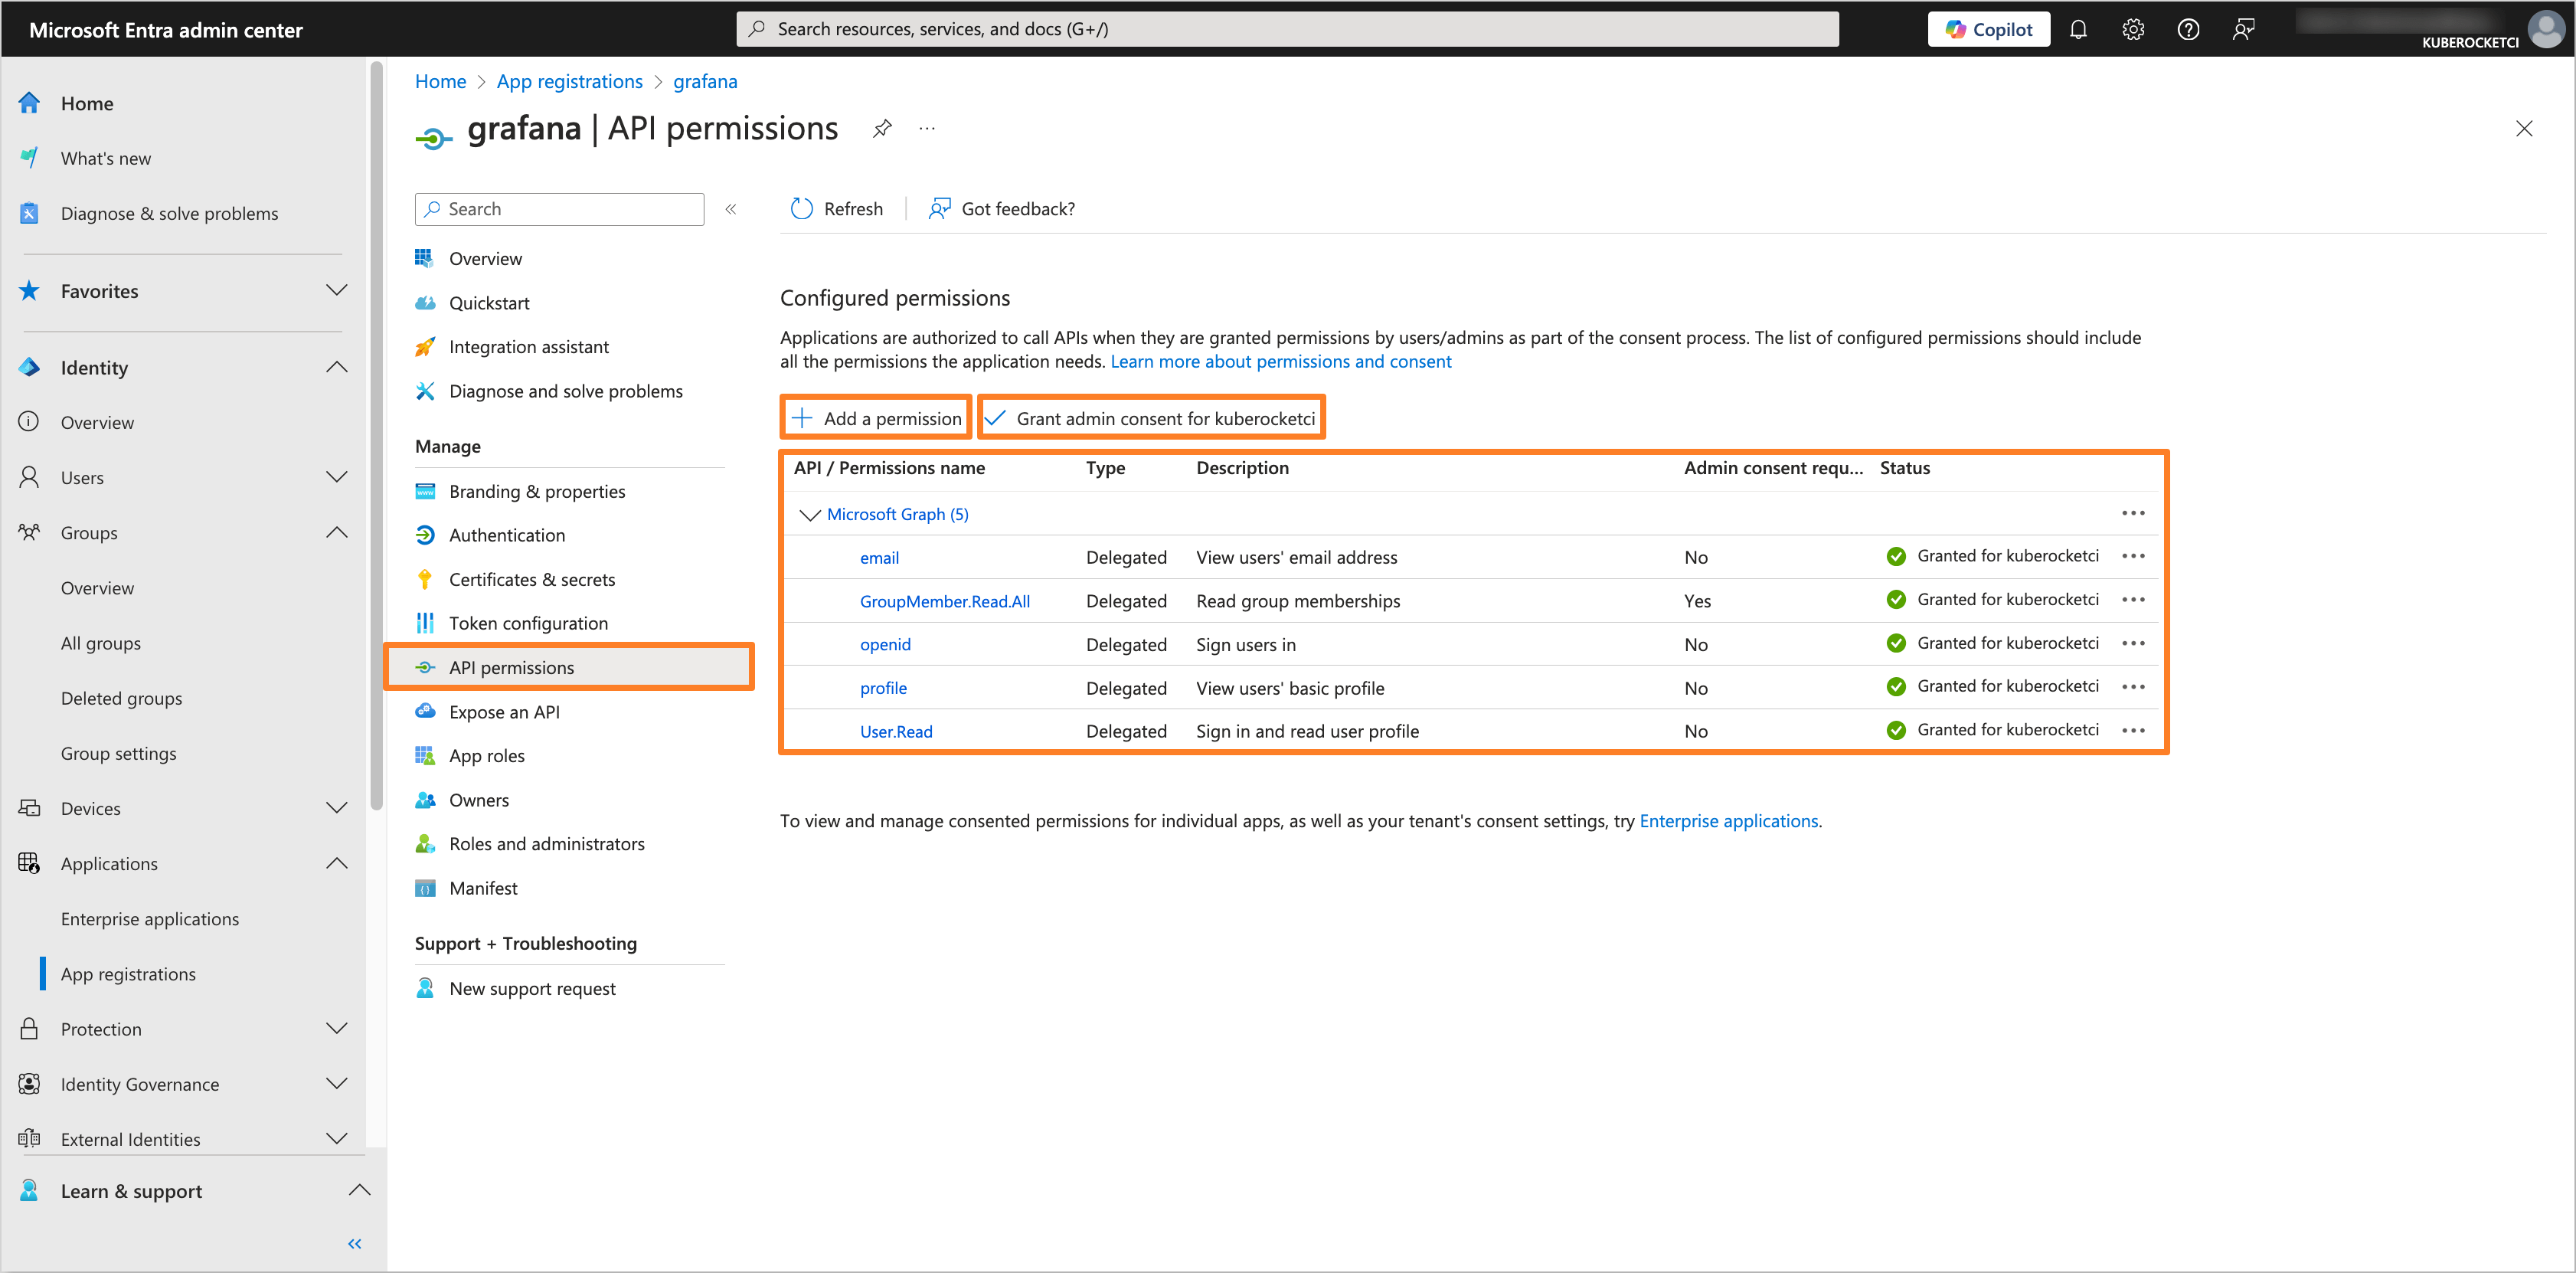 Microsoft Entra admin center
Search resources, services, and docs (G+/)
Copilot
KUBEROCKETCI
Home
What's new
Diagnose & solve problems
Favorites
Identity
Overview
Users
Groups
Overview
All groups
Deleted groups
Group settings
Devices
Applications
Enterprise applications
App registrations
Protection
Identity Governance
External Identities
Learn & support
Home > App registrations > grafana
grafana | API permissions
Search
Overview
Quickstart
Integration assistant
Diagnose and solve problems
Manage
Branding & properties
Authentication
Certificates & secrets
Token configuration
API permissions
Expose an API
App roles
Owners
Roles and administrators
Manifest
Support + Troubleshooting
New support request
Refresh | Got feedback?
Configured permissions
Applications are authorized to call APIs when they are granted permissions by users/admins as part of the consent process. The list of configured permissions should include
all the permissions the application needs. Learn more about permissions and consent
Add a permission Grant admin consent for kuberocketci
API / Permissions name Type Description Admin consent requ... Status
Microsoft Graph (5)
email Delegated View users' email address No Granted for kuberocketci
GroupMember.Read.All Delegated Read group memberships Yes Granted for kuberocketci
openid Delegated Sign users in No Granted for kuberocketci
profile Delegated View users' basic profile No Granted for kuberocketci
User.Read Delegated Sign in and read user profile No Granted for kuberocketci
To view and manage consented permissions for individual apps, as well as your tenant's consent settings, try Enterprise applications.